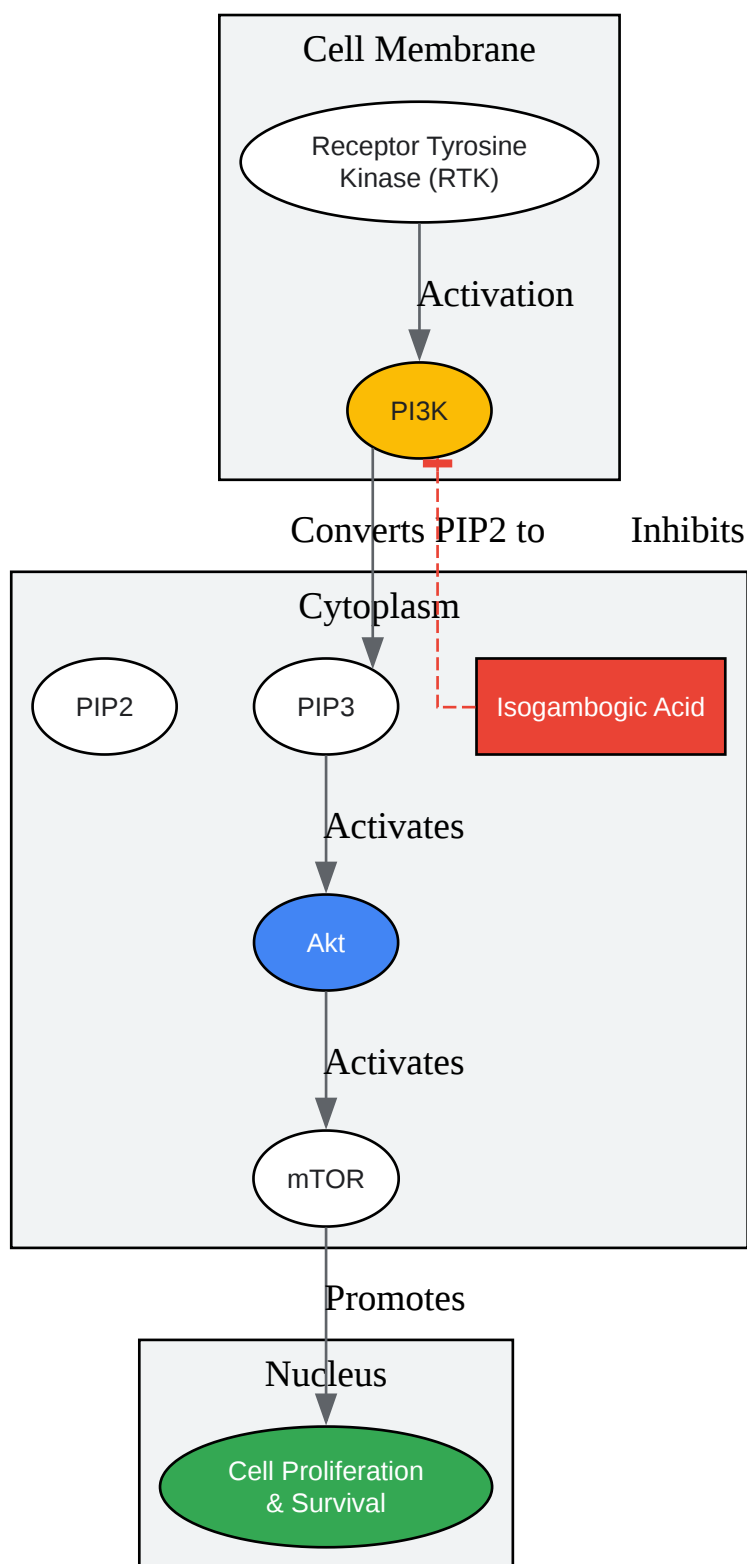 Cell Membrane
Receptor Tyrosine
Kinase (RTK)
Activation
PI3K
Converts PIP2 to
Inhibits
Cytoplasm
PIP2
PIP3
Isogambogic Acid
Activates
Akt
Activates
mTOR
Promotes
Nucleus
Cell Proliferation
& Survival